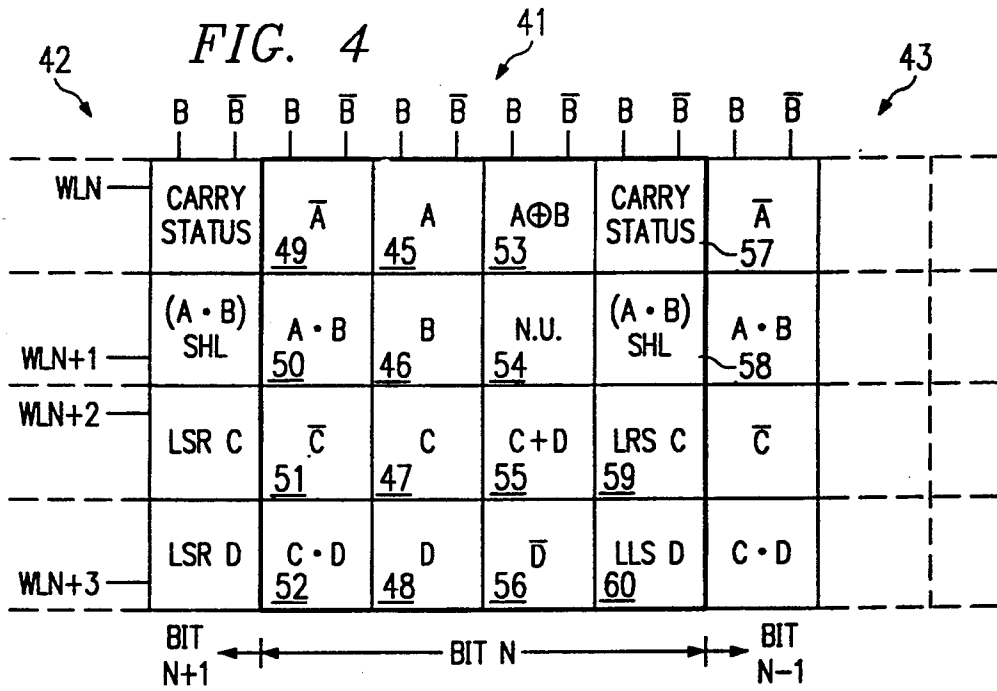 FIG. 4
41
42
43
B B̅ B B̅ B B̅ B B̅ B B̅ B B̅
WLN
CARRY STATUS
A̅
49
A
45
A⊕B
53
CARRY STATUS
57
A̅
WLN+1
(A • B) SHL
A • B
50
B
46
N.U.
54
(A • B) SHL
58
A • B
WLN+2
LSR C
C̅
51
C
47
C+D
55
LRS C
59
C̅
WLN+3
LSR D
C • D
52
D
48
D̅
56
LLS D
60
C • D
BIT N+1
BIT N
BIT N-1